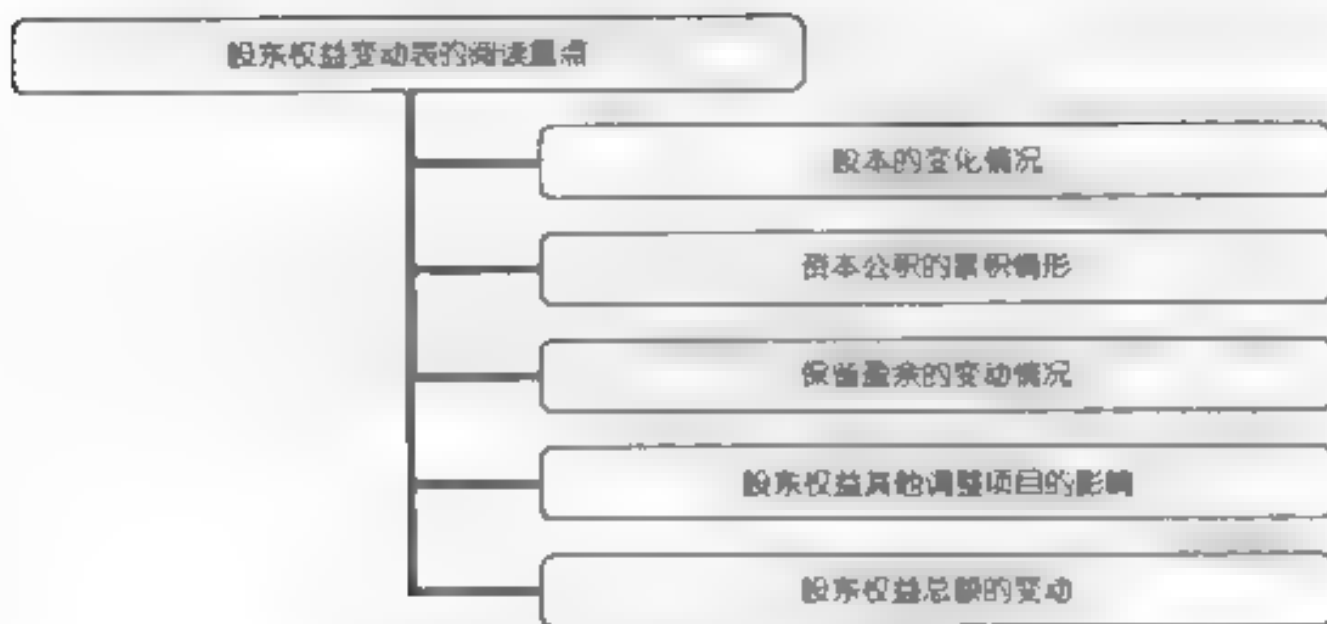 股东权益变动表的阅读重点
股本的变化情况
资本公积的累积情形
保留盈余的变动情况
股东权益其他调整项目的影响
股东权益总额的变动